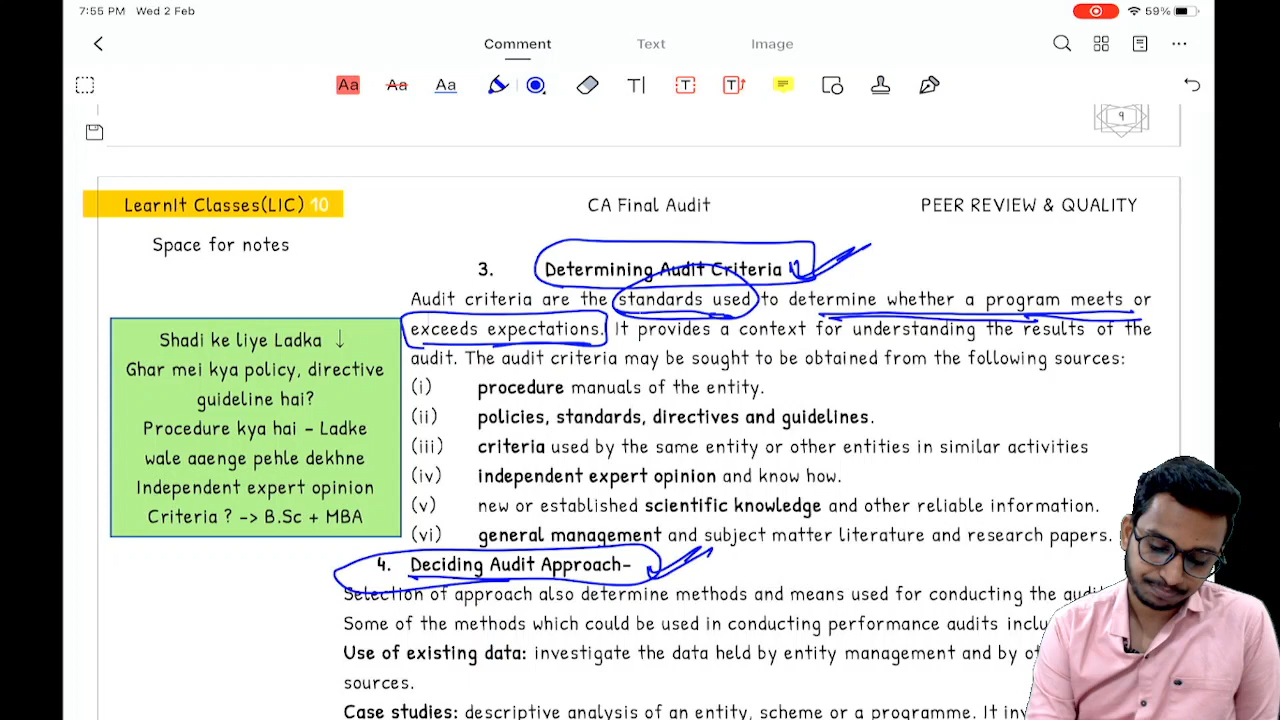 7:55 PM Wed 2 Feb
59%
Comment Text Image
Aa Aa Aa T T T
9
LearnIt Classes(LIC) 10
CA Final Audit
PEER REVIEW & QUALITY
Space for notes
3. Determining Audit Criteria
Audit criteria are the standards used to determine whether a program meets or
exceeds expectations. It provides a context for understanding the results of the
audit. The audit criteria may be sought to be obtained from the following sources:
(i) procedure manuals of the entity.
(ii) policies, standards, directives and guidelines.
(iii) criteria used by the same entity or other entities in similar activities
(iv) independent expert opinion and know how.
(v) new or established scientific knowledge and other reliable information.
(vi) general management and subject matter literature and research papers.
Shadi ke liye Ladka ↓
Ghar mei kya policy, directive
guideline hai?
Procedure kya hai - Ladke
wale aaenge pehle dekhne
Independent expert opinion
Criteria ? -> B.Sc + MBA
4. Deciding Audit Approach-
Selection of approach also determine methods and means used for conducting the
Some of the methods which could be used in conducting performance audits
Use of existing data: investigate the data held by entity management and by
sources.
Case studies: descriptive analysis of an entity, scheme or a programme. It